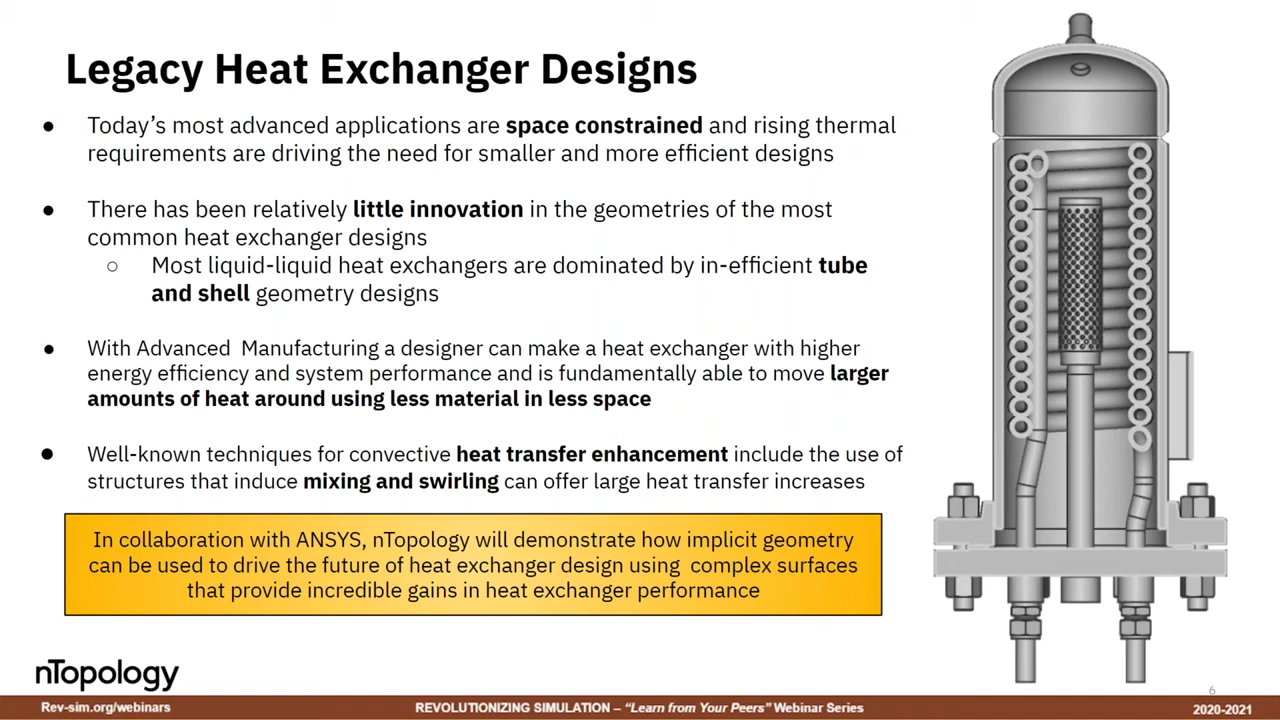 Legacy Heat Exchanger Designs
● Today’s most advanced applications are space constrained and rising thermal
requirements are driving the need for smaller and more efficient designs
● There has been relatively little innovation in the geometries of the most
common heat exchanger designs
○ Most liquid-liquid heat exchangers are dominated by in-efficient tube
and shell geometry designs
● With Advanced  Manufacturing a designer can make a heat exchanger with higher
energy efficiency and system performance and is fundamentally able to move larger
amounts of heat around using less material in less space
● Well-known techniques for convective heat transfer enhancement include the use of
structures that induce mixing and swirling can offer large heat transfer increases
In collaboration with ANSYS, nTopology will demonstrate how implicit geometry
can be used to drive the future of heat exchanger design using  complex surfaces
that provide incredible gains in heat exchanger performance
nTopology
6
Rev-sim.org/webinars
REVOLUTIONIZING SIMULATION – “Learn from Your Peers” Webinar Series
2020-2021